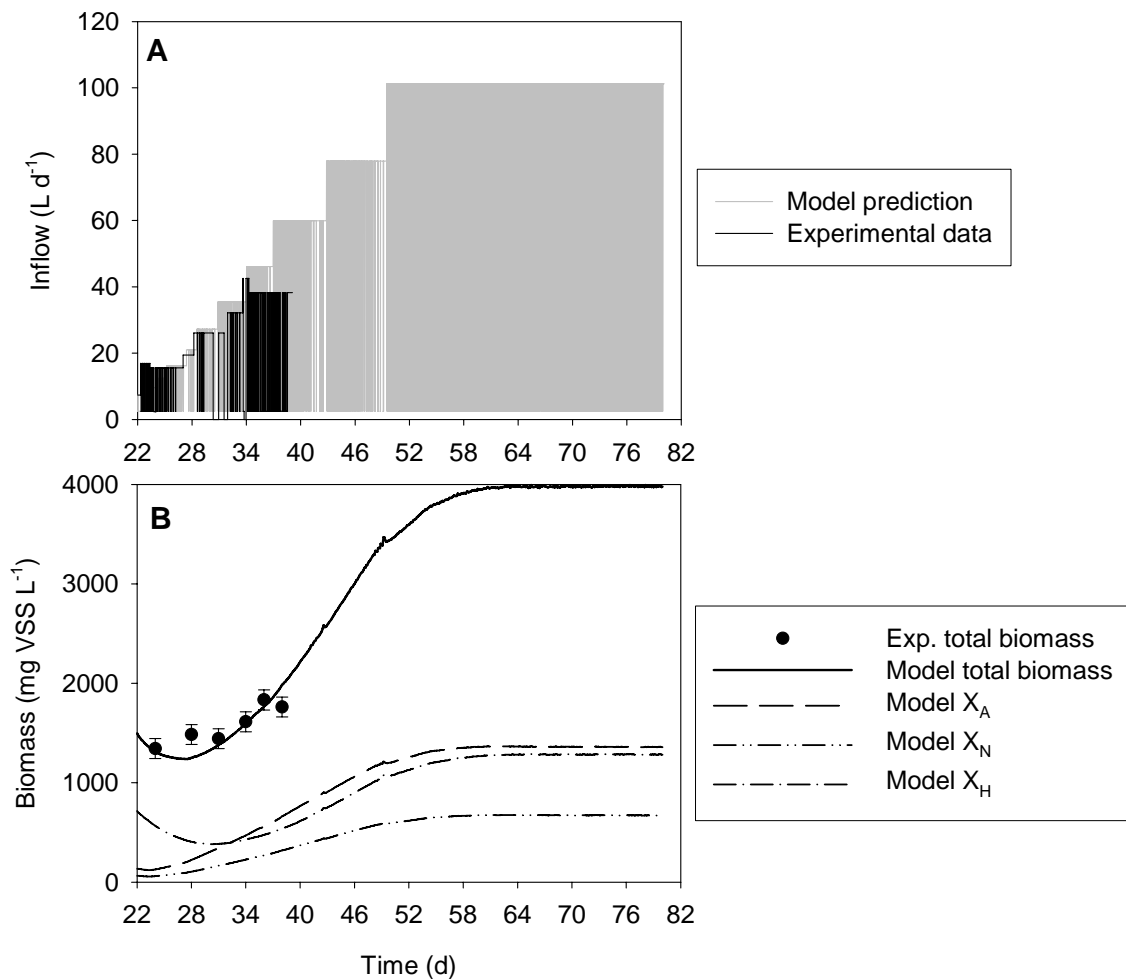 120
100
80
60
40
20
0
Inflow (L d-1)
A
22 28 34 40 46 52 58 64 70 76 82
Model prediction
Experimental data
4000
3000
2000
1000
0
Biomass (mg VSS L-1)
B
22 28 34 40 46 52 58 64 70 76 82
Time (d)
Exp. total biomass
Model total biomass
Model XA
Model XN
Model XH